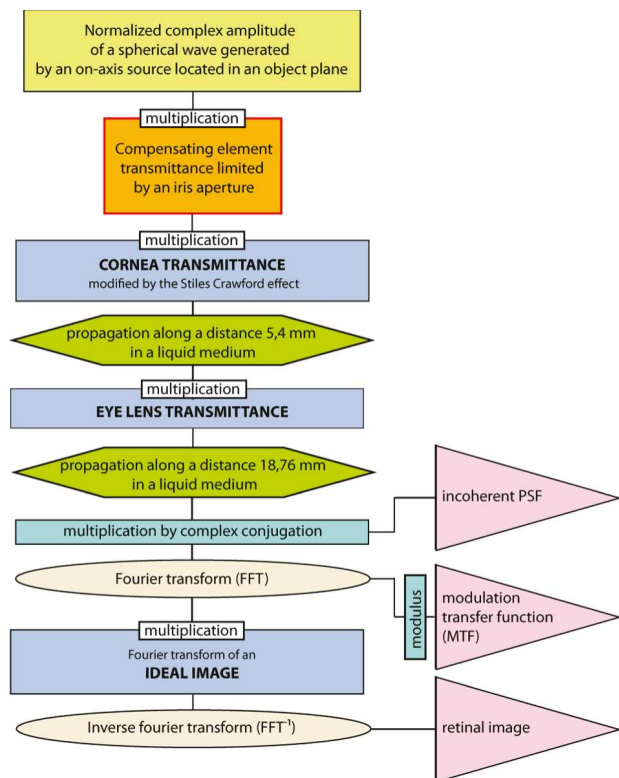 Normalized complex amplitude
of a spherical wave generated
by an on-axis source located in an object plane
multiplication
Compensating element
transmittance limited
by an iris aperture
multiplication
CORNEA TRANSMITTANCE
modified by the Stiles Crawford effect
propagation along a distance 5,4 mm
in a liquid medium
multiplication
EYE LENS TRANSMITTANCE
propagation along a distance 18,76 mm
in a liquid medium
incoherent PSF
multiplication by complex conjugation
Fourier transform (FFT)
modulus
modulation
transfer function
(MTF)
multiplication
Fourier transform of an
IDEAL IMAGE
Inverse fourier transform (FFT⁻¹)
retinal image